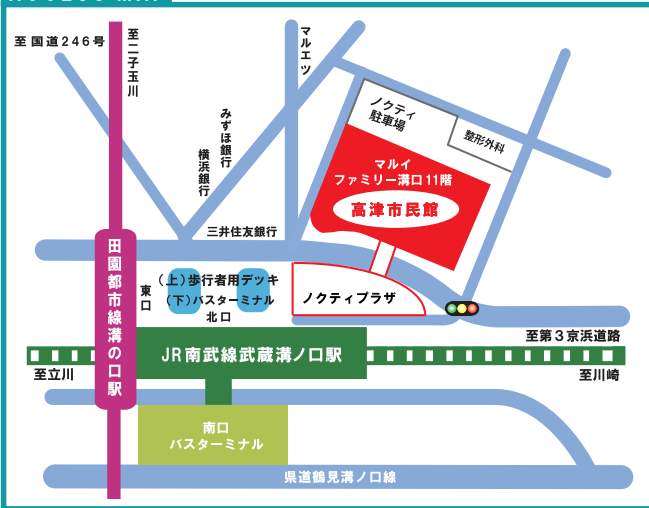 至国道246号
至二子玉川
マルエツ
みずほ銀行
横浜銀行
三井住友銀行
ノクティ
駐車場
整形外科
マルイ
ファミリー溝口11階
高津市民館
田園都市線溝の口駅
東口
(上)歩行者用デッキ
(下)バスターミナル
北口
ノクティプラザ
至第3京浜道路
JR南武線武蔵溝ノ口駅
至立川
至川崎
南口
バスターミナル
県道鶴見溝ノ口線